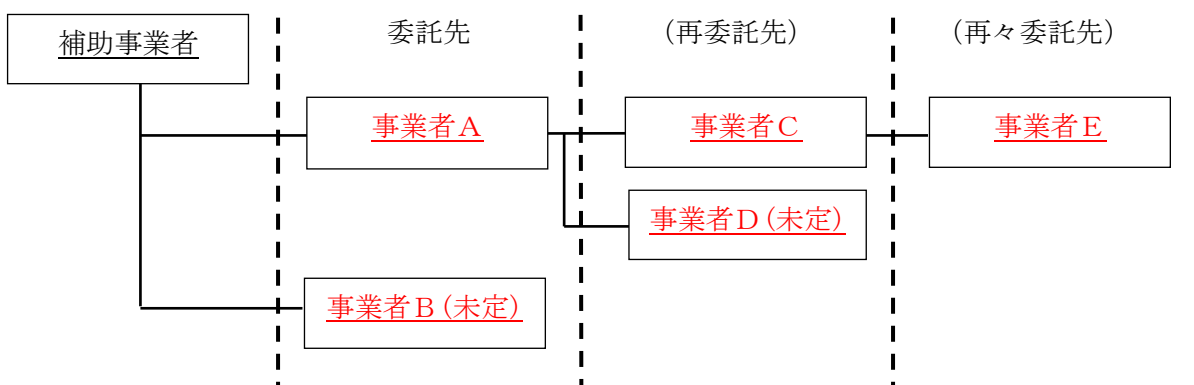 補助事業者
委託先
（再委託先）
（再々委託先）
事業者Ａ
事業者Ｃ
事業者Ｅ
事業者Ｄ（未定）
事業者Ｂ（未定）